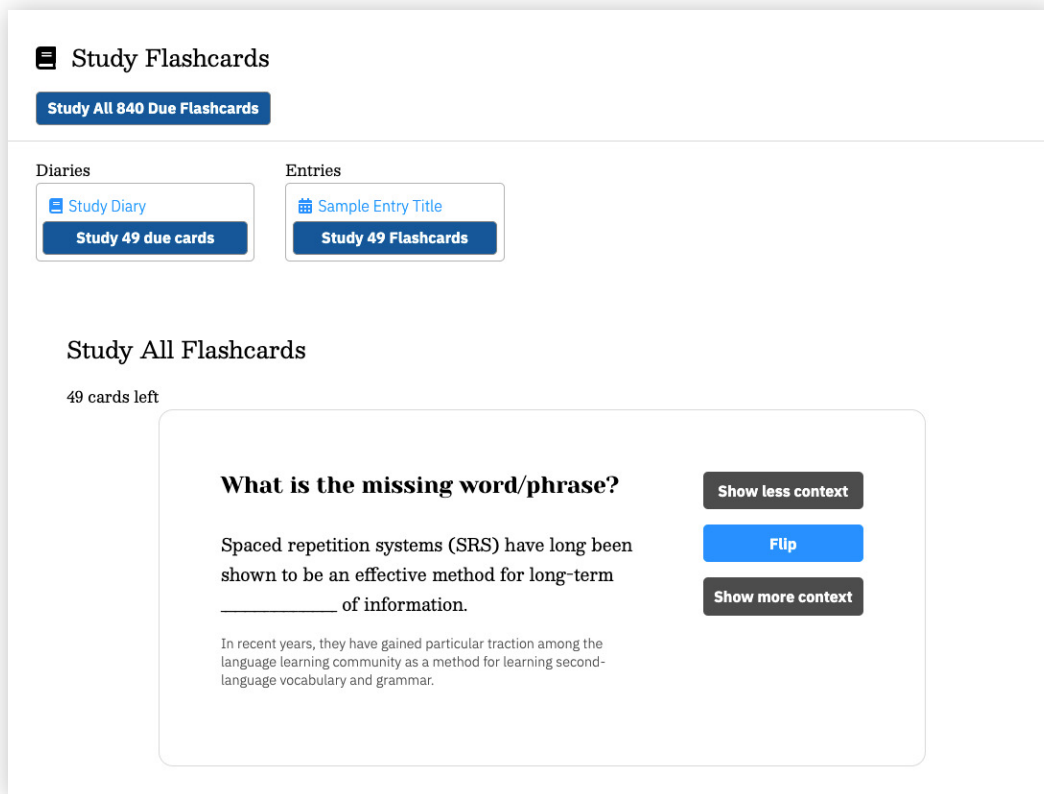 Study Flashcards
Study All 840 Due Flashcards
Diaries
Study Diary
Study 49 due cards
Entries
Sample Entry Title
Study 49 Flashcards
Study All Flashcards
49 cards left
What is the missing word/phrase?
Spaced repetition systems (SRS) have long been
shown to be an effective method for long-term
____________ of information.
In recent years, they have gained particular traction among the
language learning community as a method for learning second-
language vocabulary and grammar.
Show less context
Flip
Show more context